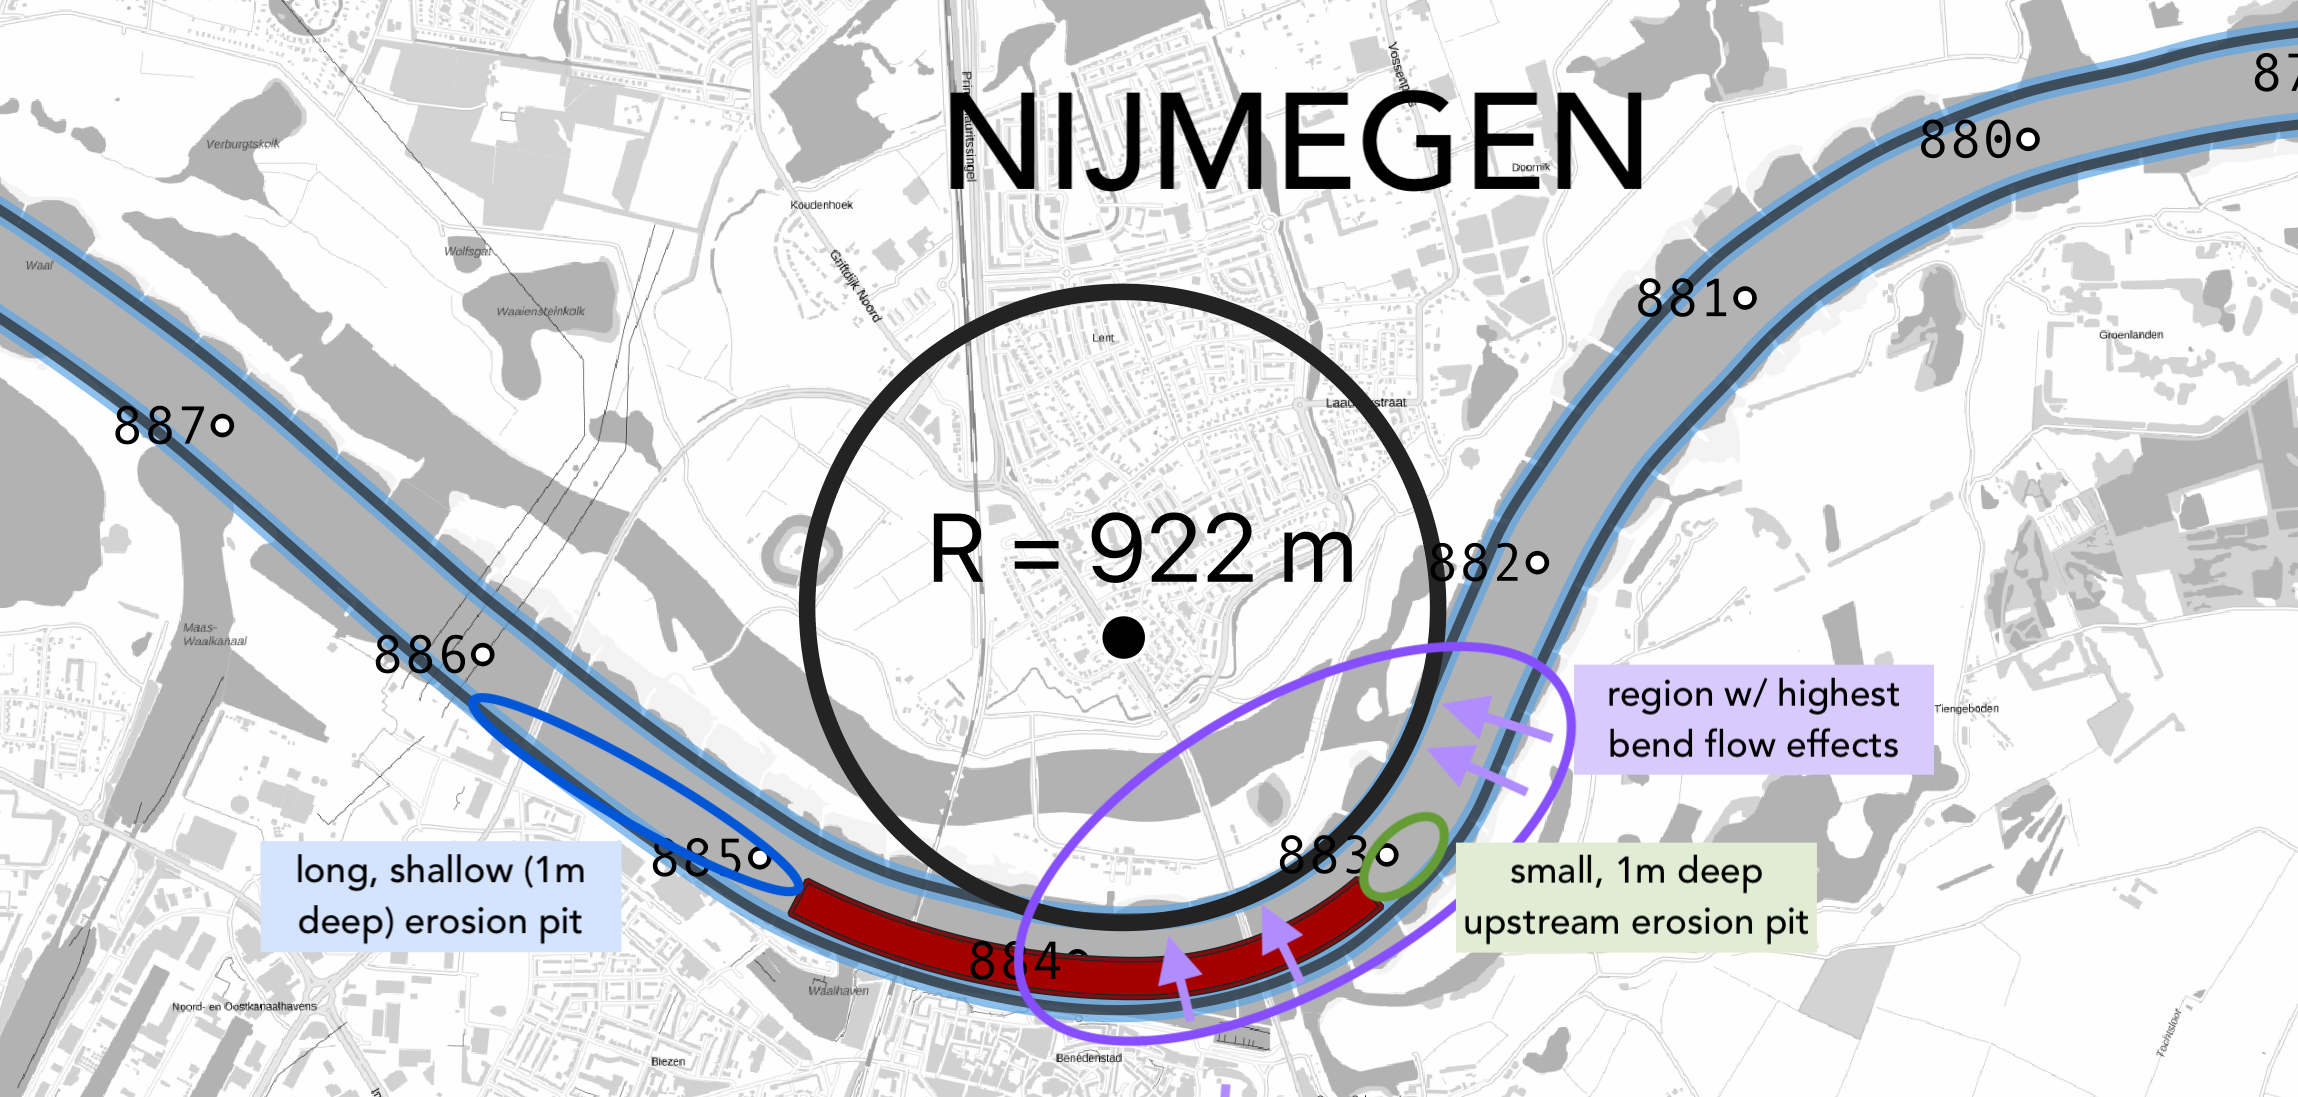 NIJMEGEN
880
881
882
883
884
885
886
887
87
R = 922 m
region w/ highest
bend flow effects
small, 1m deep
upstream erosion pit
long, shallow (1m
deep) erosion pit
Verburgtskolk
Wolfsgat
Waaiensteinkolk
Waal
Koudenhoek
Griftdijk Noord
Doornik
Lent
Groenlanden
Maas-
Waalkanaal
Tiengeboden
Noord- en Oostkanaalhavens
Waalhaven
Biezen
Benedenstad
Tochtsloot